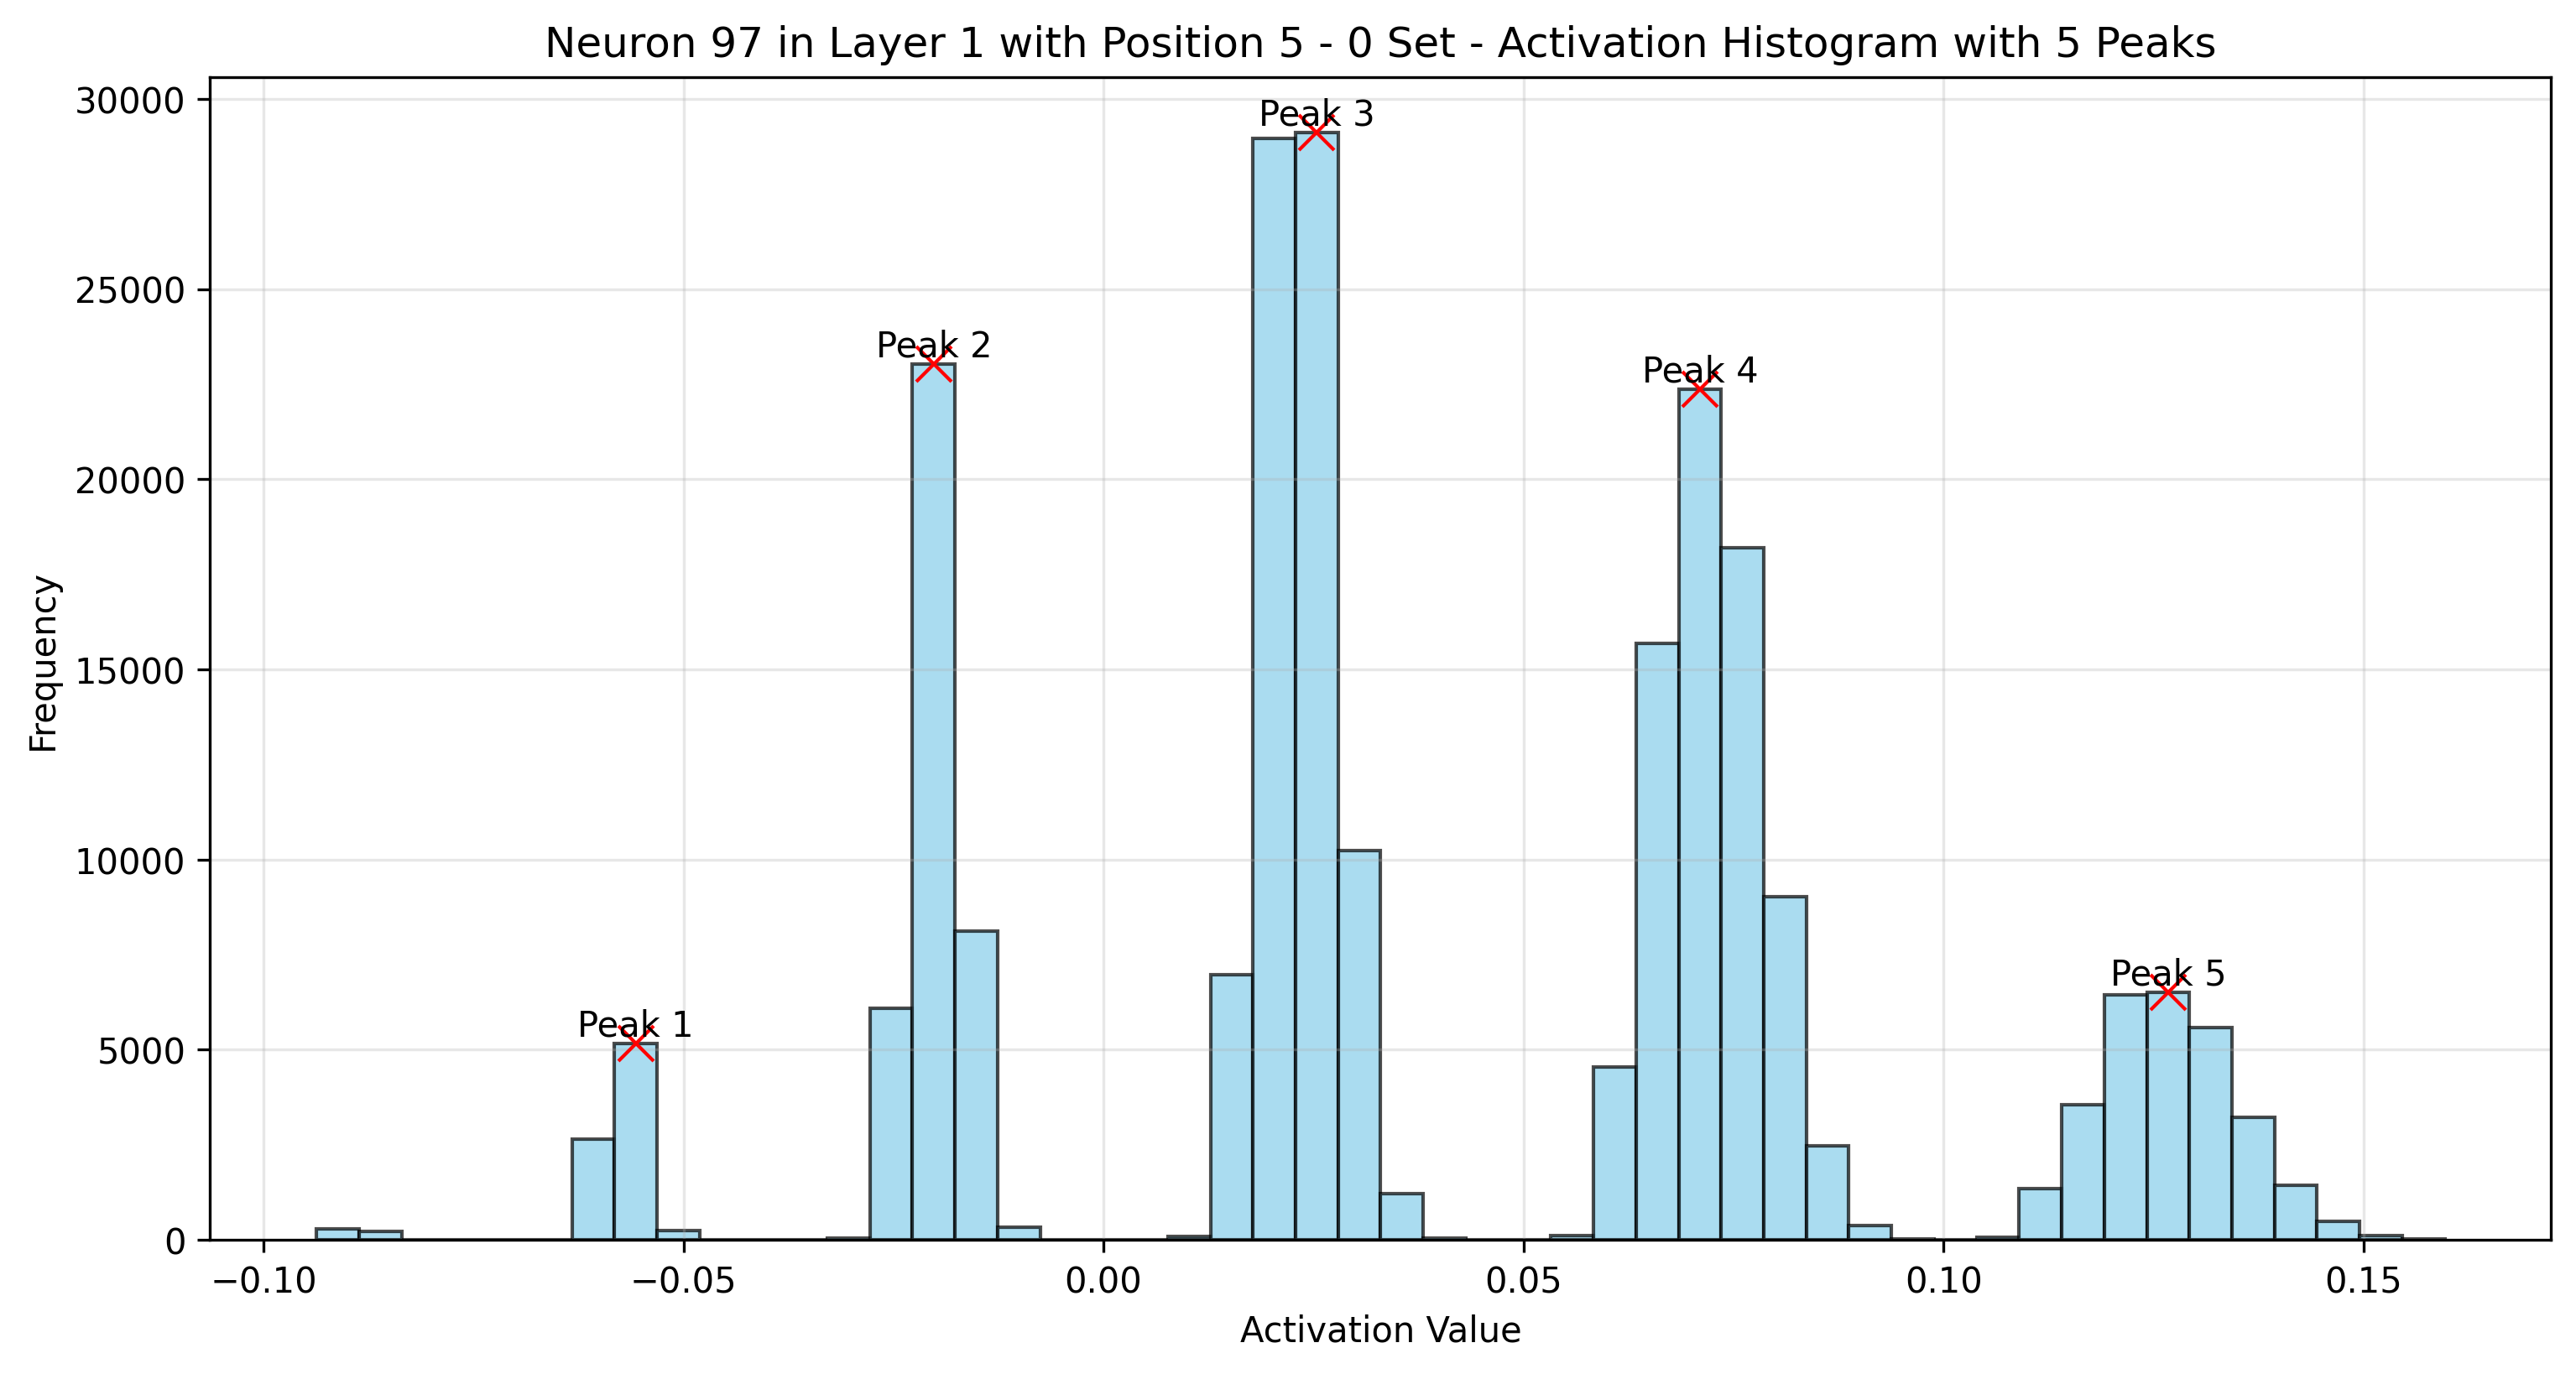 Neuron 97 in Layer 1 with Position 5 - 0 Set - Activation Histogram with 5 Peaks
30000
Peak 3
25000
Peak 2
Peak 4
20000
15000
10000
Peak 5
Peak 1
5000
0
Frequency
−0.10 −0.05 0.00 0.05 0.10 0.15
Activation Value